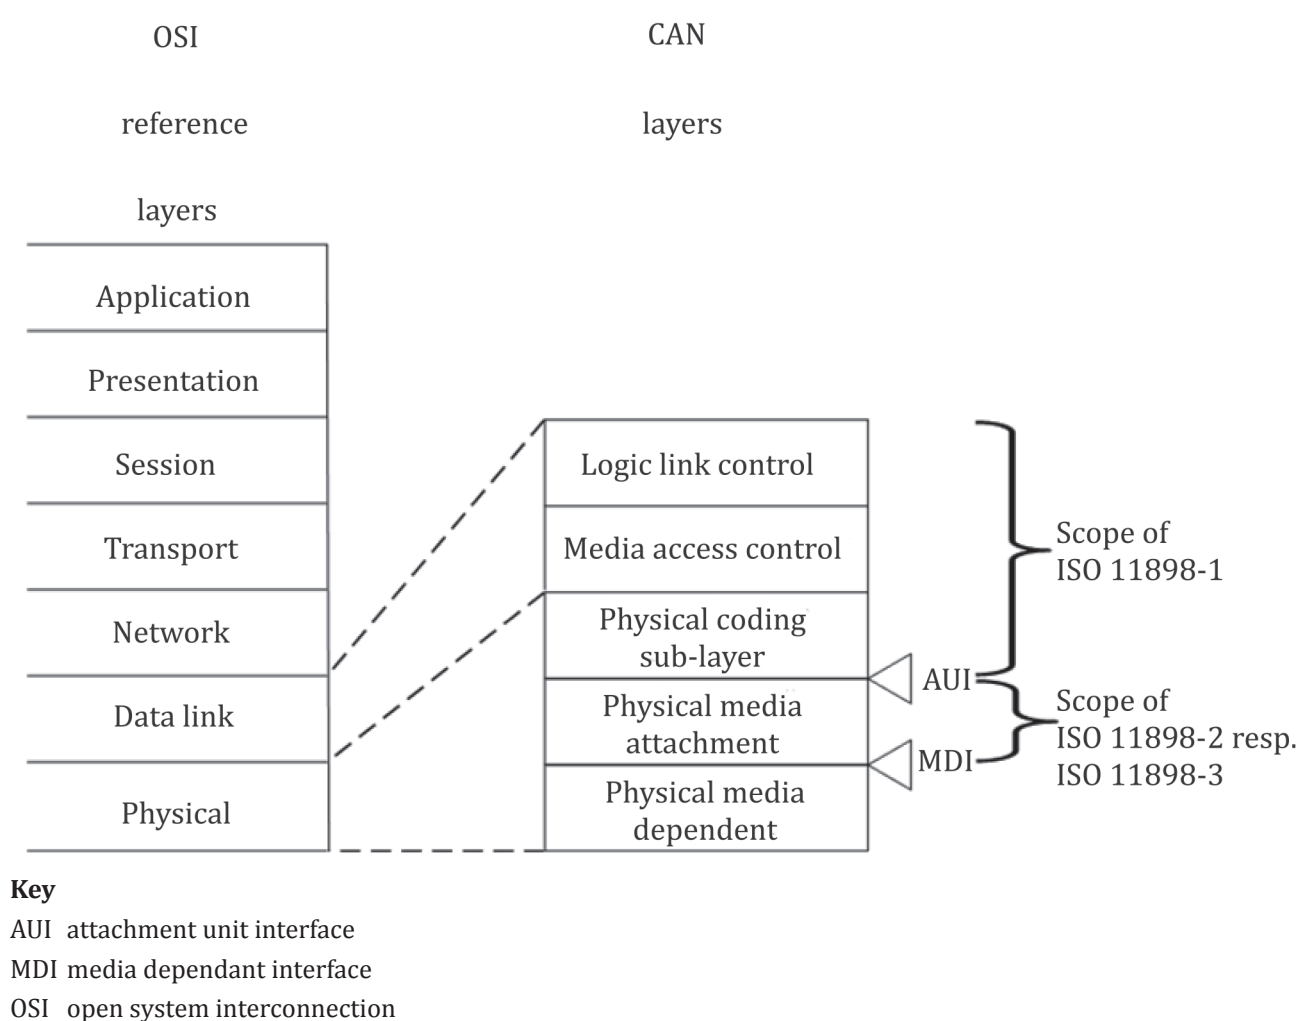 OSI
reference
layers
CAN
layers
Application
Presentation
Session
Transport
Network
Data link
Physical
Logic link control
Media access control
Physical coding
sub-layer
Physical media
attachment
Physical media
dependent
AUI
MDI
Scope of
ISO 11898-1
Scope of
ISO 11898-2 resp.
ISO 11898-3
Key
AUI attachment unit interface
MDI media dependant interface
OSI open system interconnection